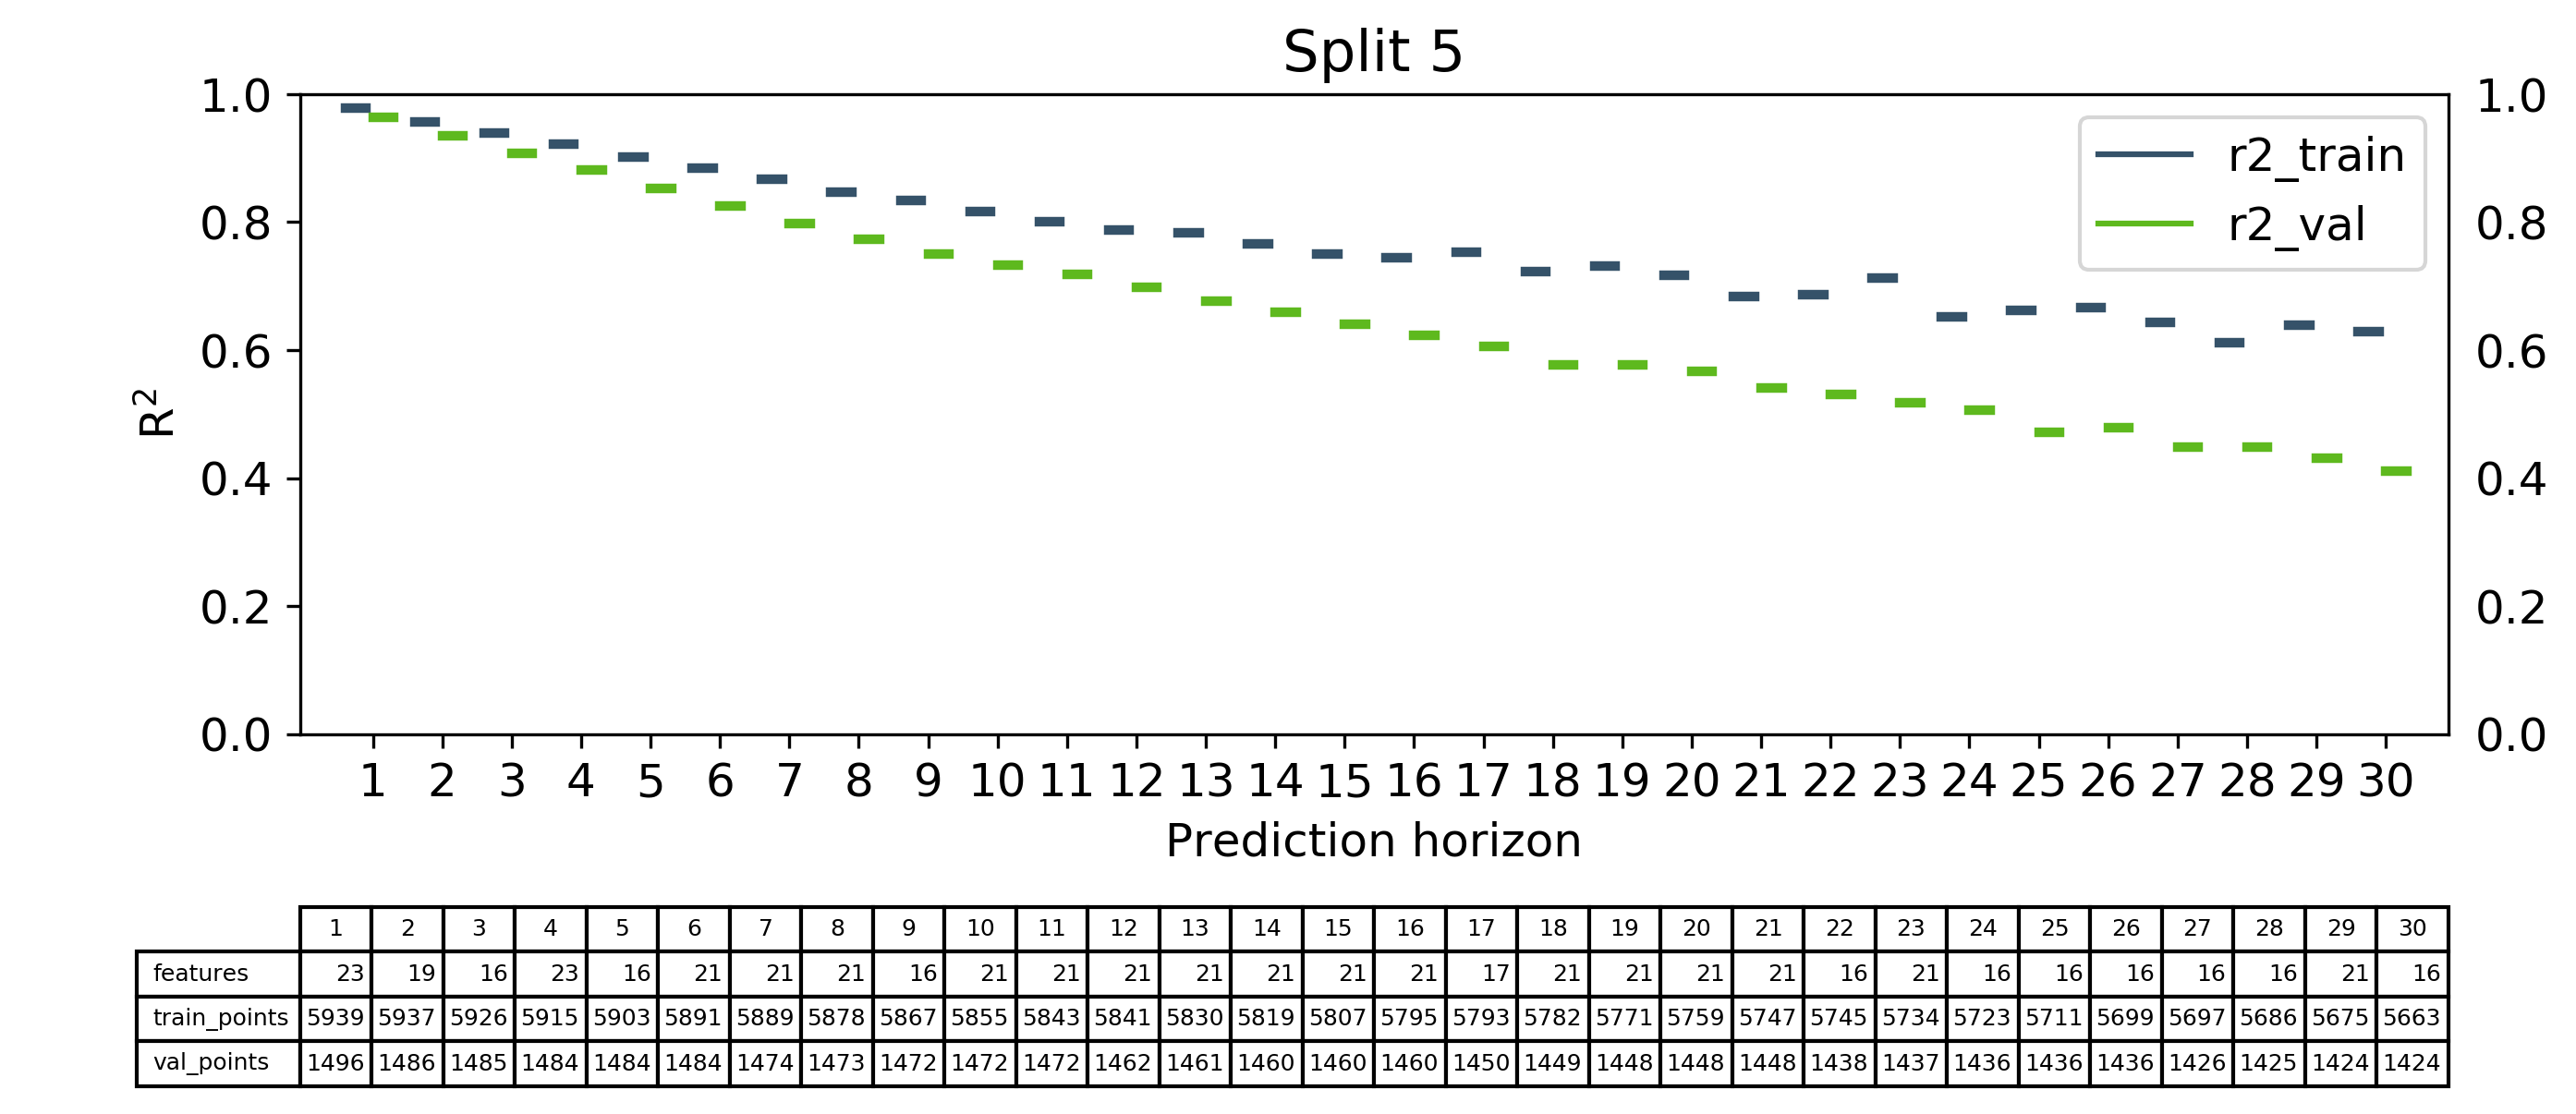 Split 5
1.0 1.0
r2_train
0.8 0.8
r2_val
0.6 0.6
R²
0.4 0.4
0.2 0.2
0.0 0.0
1 2 3 4 5 6 7 8 9 10 11 12 13 14 15 16 17 18 19 20 21 22 23 24 25 26 27 28 29 30
Prediction horizon
1 2 3 4 5 6 7 8 9 10 11 12 13 14 15 16 17 18 19 20 21 22 23 24 25 26 27 28 29 30
features 23 19 16 23 16 21 21 21 16 21 21 21 21 21 21 21 17 21 21 21 21 16 21 16 16 16 16 16 21 16
train_points 5939 5937 5926 5915 5903 5891 5889 5878 5867 5855 5843 5841 5830 5819 5807 5795 5793 5782 5771 5759 5747 5745 5734 5723 5711 5699 5697 5686 5675 5663
val_points 1496 1486 1485 1484 1484 1484 1474 1473 1472 1472 1472 1462 1461 1460 1460 1460 1450 1449 1448 1448 1448 1438 1437 1436 1436 1436 1426 1425 1424 1424